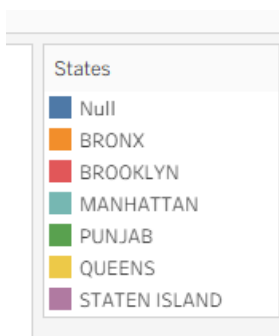 States
Null
BRONX
BROOKLYN
MANHATTAN
PUNJAB
QUEENS
STATEN ISLAND